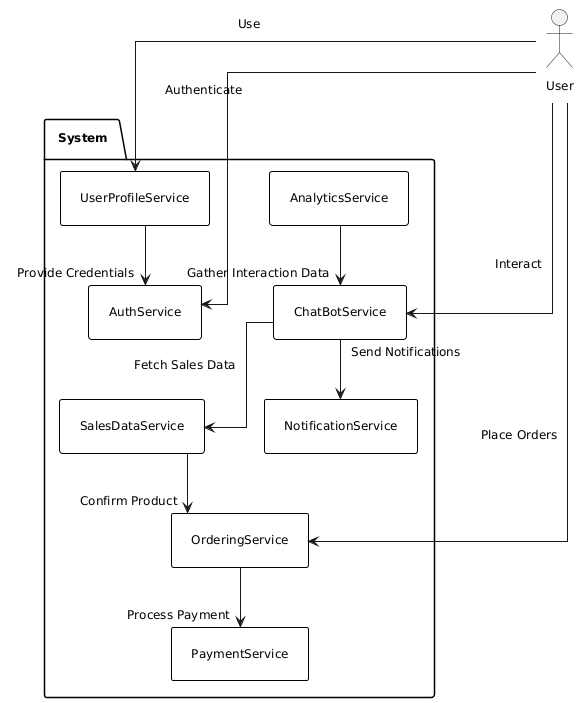 Use
User
Authenticate
System
UserProfileService
AnalyticsService
Interact
Provide Credentials
Gather Interaction Data
AuthService
ChatBotService
Send Notifications
Fetch Sales Data
SalesDataService
NotificationService
Place Orders
Confirm Product
OrderingService
Process Payment
PaymentService